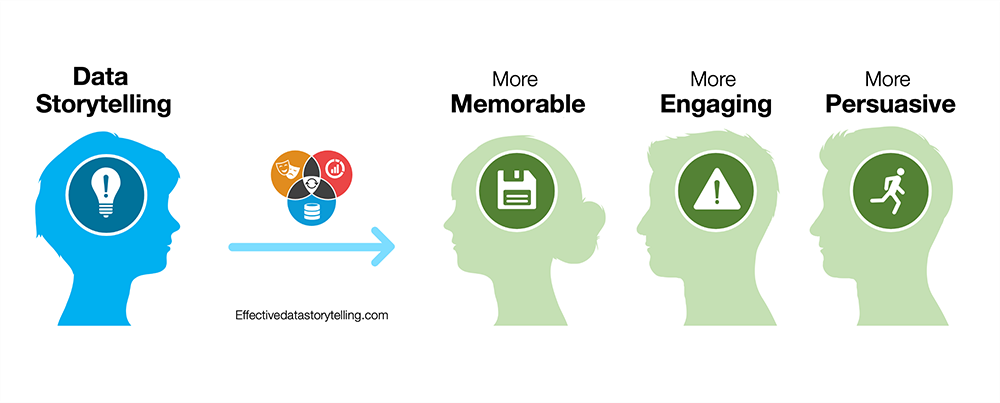 Data
Storytelling
More
Memorable
More
Engaging
More
Persuasive
Effectivedatastorytelling.com